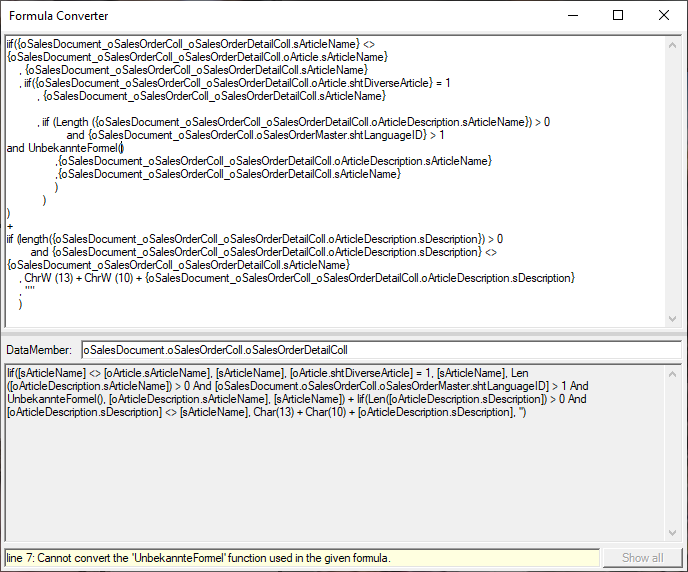 Formula Converter
iif({oSalesDocument_oSalesOrderColl_oSalesOrderDetailColl.sArticleName} <>
{oSalesDocument_oSalesOrderColl_oSalesOrderDetailColl.oArticle.sArticleName}
, {oSalesDocument_oSalesOrderColl_oSalesOrderDetailColl.sArticleName}
, iif({oSalesDocument_oSalesOrderColl_oSalesOrderDetailColl.oArticle.shtDiverseArticle} = 1
, {oSalesDocument_oSalesOrderColl_oSalesOrderDetailColl.sArticleName}
, iif (Length ({oSalesDocument_oSalesOrderColl_oSalesOrderDetailColl.oArticleDescription.sArticleName}) > 0
and {oSalesDocument_oSalesOrderColl.oSalesOrderMaster.shtLanguageID} > 1
and UnbekannteFormel()
,{oSalesDocument_oSalesOrderColl_oSalesOrderDetailColl.oArticleDescription.sArticleName}
,{oSalesDocument_oSalesOrderColl_oSalesOrderDetailColl.sArticleName}
)
)
)
+
iif (length({oSalesDocument_oSalesOrderColl_oSalesOrderDetailColl.oArticleDescription.sDescription}) > 0
and {oSalesDocument_oSalesOrderColl_oSalesOrderDetailColl.oArticleDescription.sDescription} <>
{oSalesDocument_oSalesOrderColl_oSalesOrderDetailColl.sArticleName}
, ChrW (13) + ChrW (10) + {oSalesDocument_oSalesOrderColl_oSalesOrderDetailColl.oArticleDescription.sDescription}
, ""
)
DataMember: oSalesDocument.oSalesOrderColl.oSalesOrderDetailColl
Iif([sArticleName] <> [oArticle.sArticleName], [sArticleName], [oArticle.shtDiverseArticle] = 1, [sArticleName], Len
([oArticleDescription.sArticleName]) > 0 And [oSalesDocument.oSalesOrderColl.oSalesOrderMaster.shtLanguageID] > 1 And
UnbekannteFormel(), [oArticleDescription.sArticleName], [sArticleName]) + Iif(Len([oArticleDescription.sDescription]) > 0 And
[oArticleDescription.sDescription] <> [sArticleName], Char(13) + Char(10) + [oArticleDescription.sDescription], '')
line 7: Cannot convert the 'UnbekannteFormel' function used in the given formula.
Show all